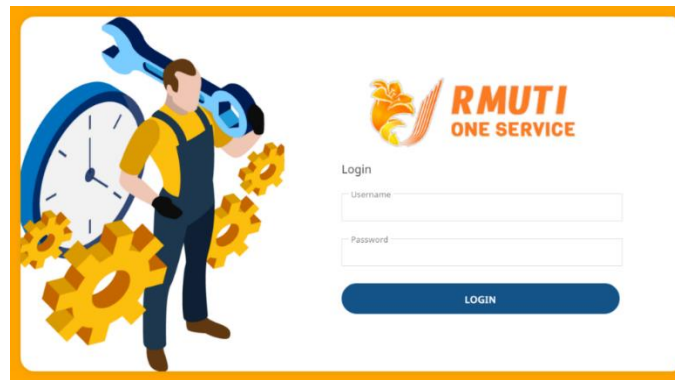 RMUTI
ONE SERVICE
Login
Username
Password
LOGIN